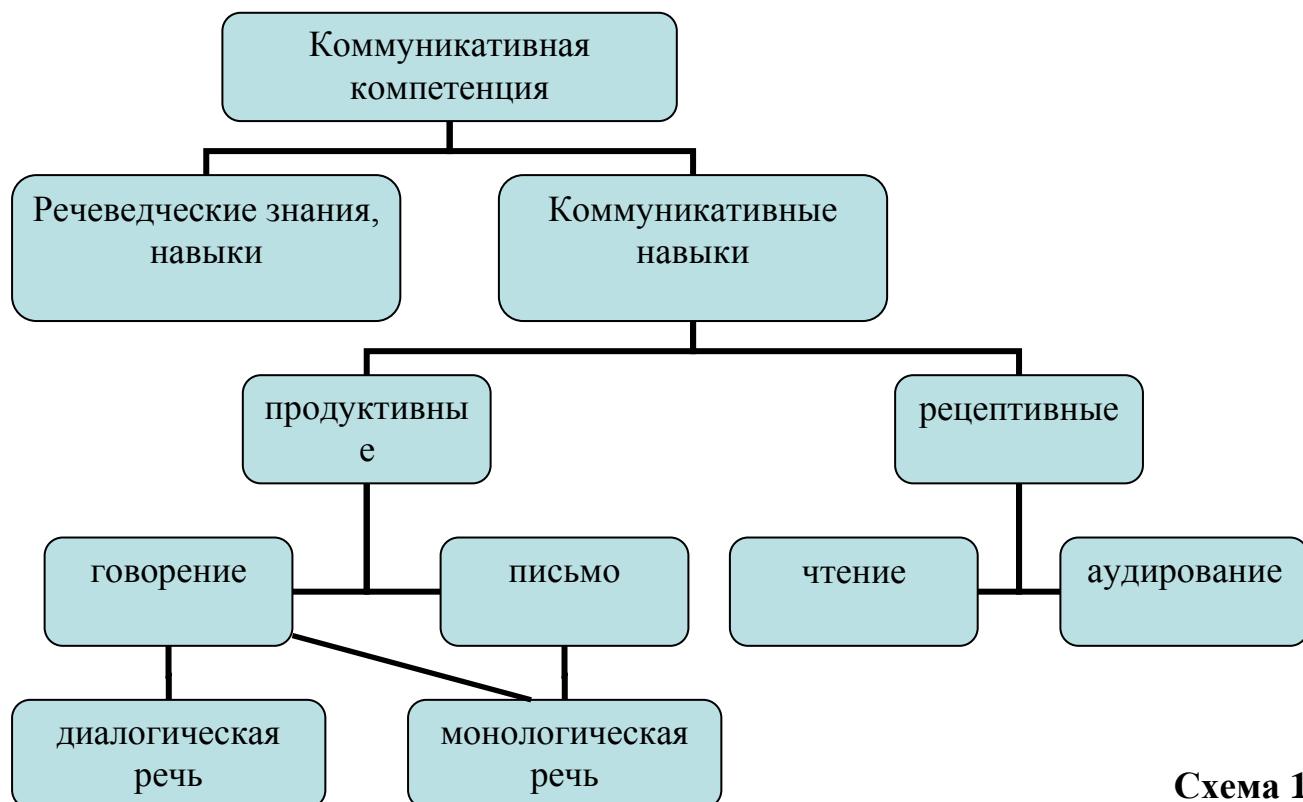 Коммуникативная
компетенция
Речеведческие знания,
навыки
Коммуникативные
навыки
продуктивны
е
рецептивные
говорение
письмо
чтение
аудирование
диалогическая
речь
монологическая
речь
Схема 1